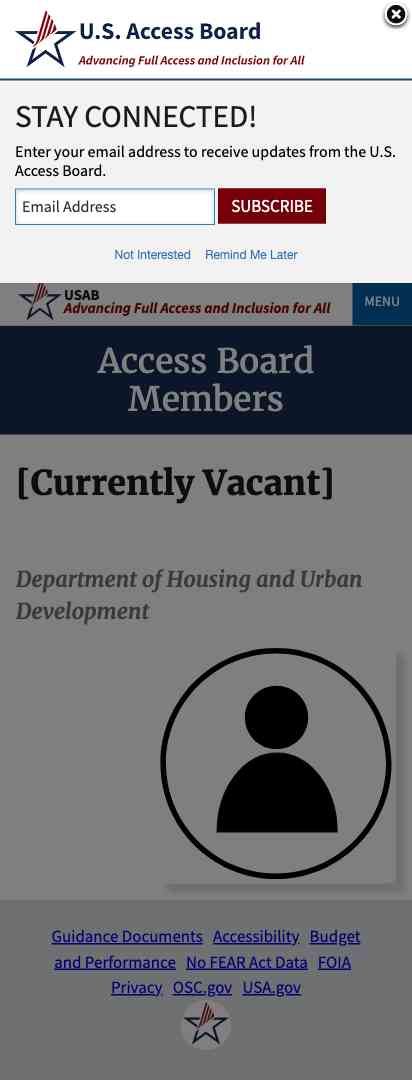 U.S. Access Board
Advancing Full Access and Inclusion for All
STAY CONNECTED!
Enter your email address to receive updates from the U.S.
Access Board.
Email Address
SUBSCRIBE
Not Interested Remind Me Later
USAB
Advancing Full Access and Inclusion for All
MENU
Access Board
Members
[Currently Vacant]
Department of Housing and Urban
Development
Guidance Documents Accessibility Budget
and Performance No FEAR Act Data FOIA
Privacy OSC.gov USA.gov